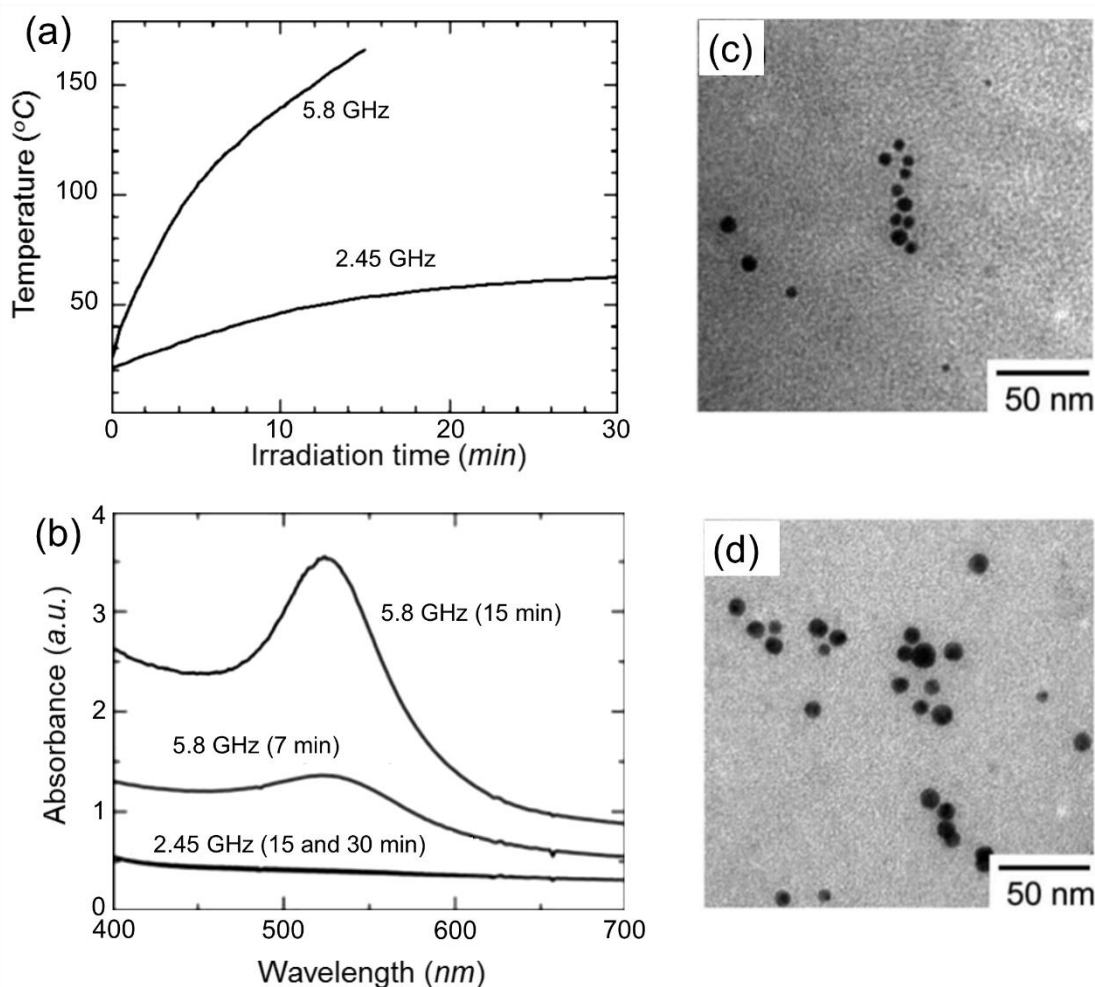 (a)
150
100
50
Temperature (°C)
5.8 GHz
2.45 GHz
0 10 20 30
Irradiation time (min)
(b)
4
3
2
1
0
Absorbance (a.u.)
5.8 GHz (15 min)
5.8 GHz (7 min)
2.45 GHz (15 and 30 min)
400 500 600 700
Wavelength (nm)
(c)
50 nm
(d)
50 nm